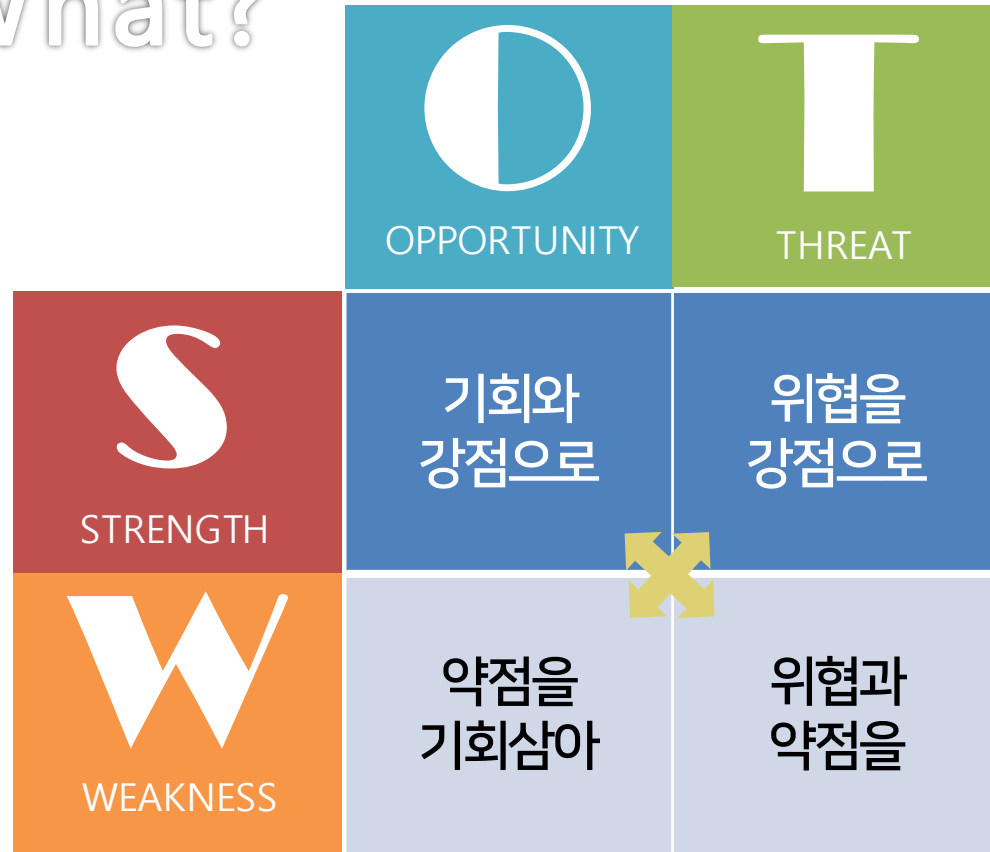 What?
O
OPPORTUNITY
T
THREAT
S
STRENGTH
기회와
강점으로
위협을
강점으로
W
WEAKNESS
약점을
기회삼아
위협과
약점을